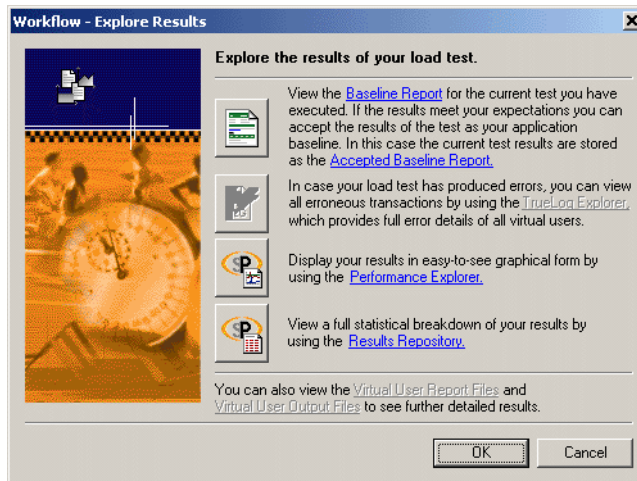 Workflow - Explore Results
Explore the results of your load test.
View the Baseline Report for the current test you have
executed. If the results meet your expectations you can
accept the results of the test as your application
baseline. In this case the current test results are stored
as the Accepted Baseline Report.
In case your load test has produced errors, you can view
all erroneous transactions by using the TrueLog Explorer,
which provides full error details of all virtual users.
Display your results in easy-to-see graphical form by
using the Performance Explorer.
View a full statistical breakdown of your results by
using the Results Repository.
You can also view the Virtual User Report Files and
Virtual User Output Files to see further detailed results.
OK
Cancel